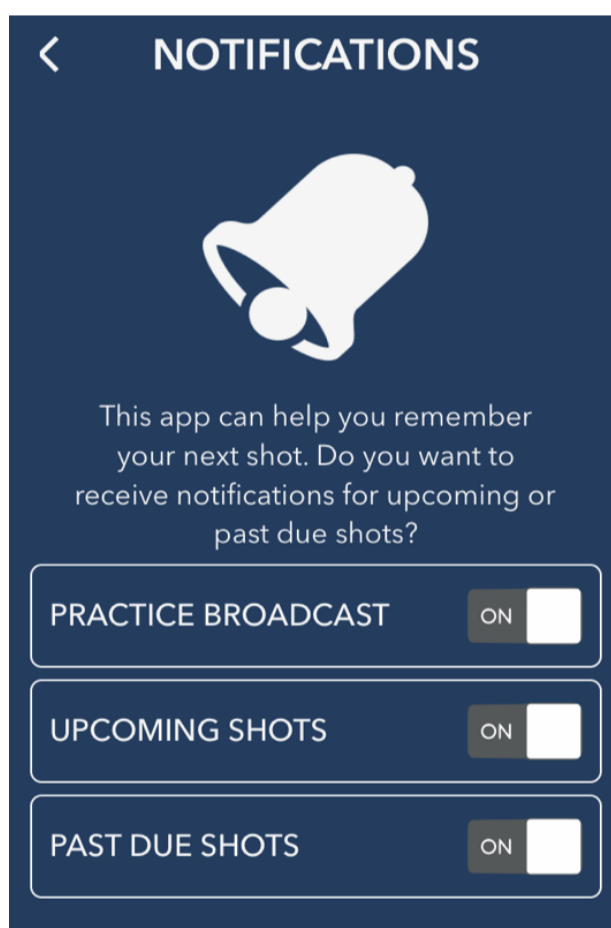 NOTIFICATIONS
This app can help you remember
your next shot. Do you want to
receive notifications for upcoming or
past due shots?
PRACTICE BROADCAST ON
UPCOMING SHOTS ON
PAST DUE SHOTS ON